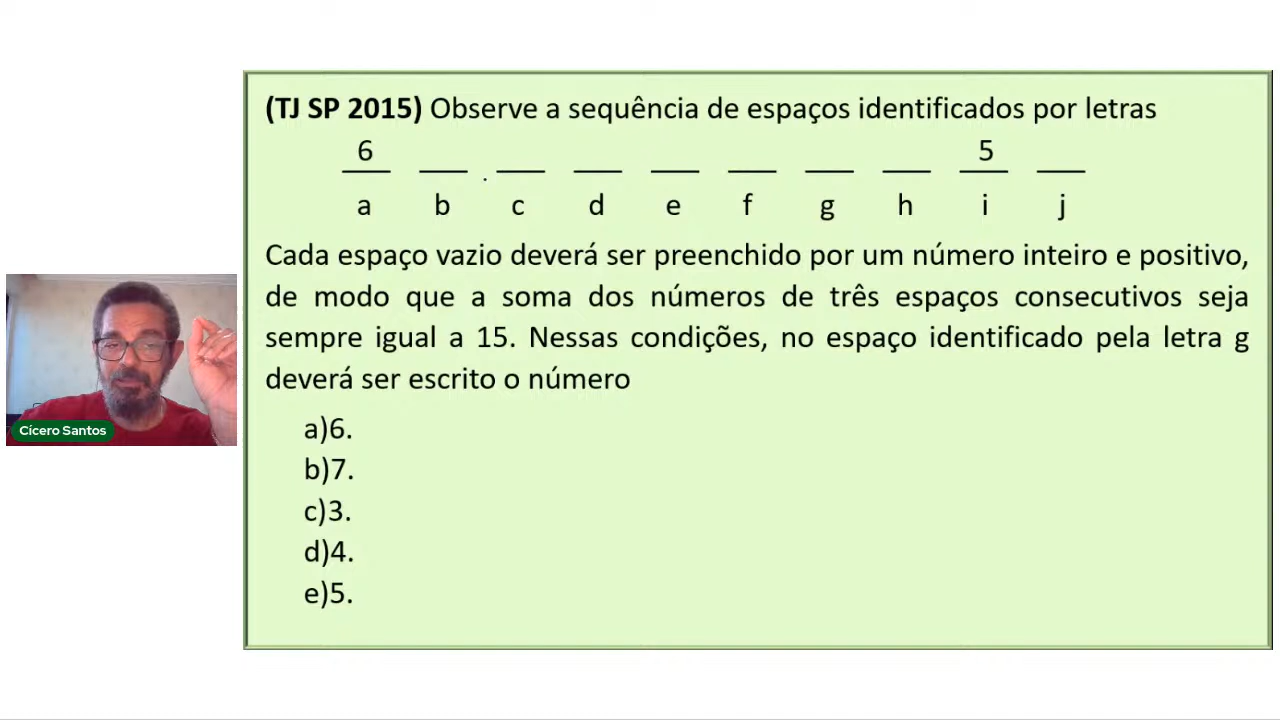 (TJ SP 2015) Observe a sequência de espaços identificados por letras
6 5
a b c d e f g h i j
Cada espaço vazio deverá ser preenchido por um número inteiro e positivo,
de modo que a soma dos números de três espaços consecutivos seja
sempre igual a 15. Nessas condições, no espaço identificado pela letra g
deverá ser escrito o número
a)6.
b)7.
c)3.
d)4.
e)5.
Cícero Santos